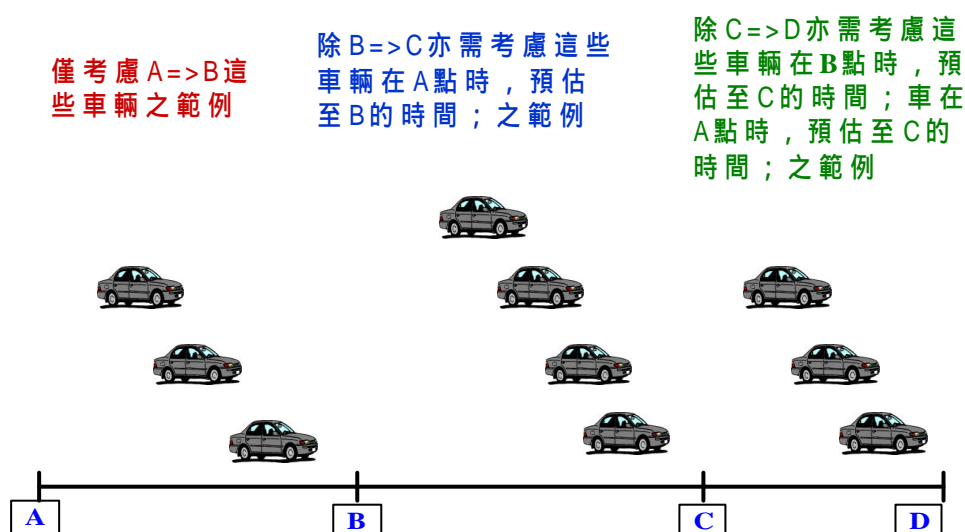 僅考慮A=>B這
些車輛之範例
除B=>C亦需考慮這些
車輛在A點時，預估
至B的時間；之範例
除C=>D亦需考慮這
些車輛在B點時，預
估至C的時間；車在
A點時，預估至C的
時間；之範例
A
B
C
D